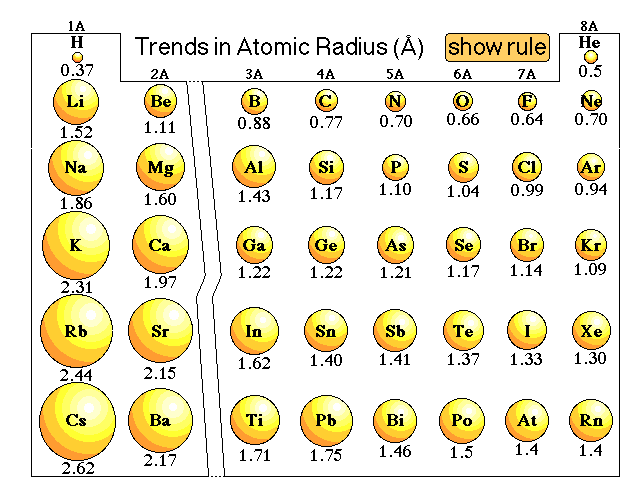 1A 8A
H Trends in Atomic Radius (Å) show rule He
0.37 0.5
2A 3A 4A 5A 6A 7A
Li Be B C N O F Ne
1.52 1.11 0.88 0.77 0.70 0.66 0.64 0.70
Na Mg Al Si P S Cl Ar
1.86 1.60 1.43 1.17 1.10 1.04 0.99 0.94
K Ca Ga Ge As Se Br Kr
2.31 1.97 1.22 1.22 1.21 1.17 1.14 1.09
Rb Sr In Sn Sb Te I Xe
2.44 2.15 1.62 1.40 1.41 1.37 1.33 1.30
Cs Ba Ti Pb Bi Po At Rn
2.62 2.17 1.71 1.75 1.46 1.5 1.4 1.4